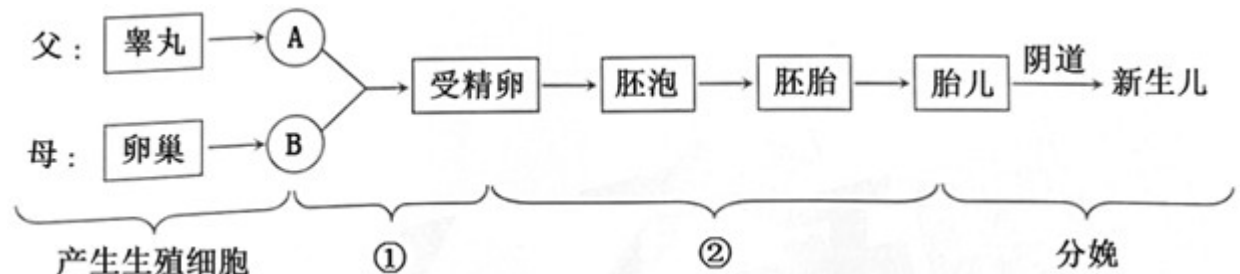 父： 睾丸 A
受精卵 胚泡 胚胎 胎儿 阴道 新生儿
母： 卵巢 B
产生生殖细胞 ① ② 分娩